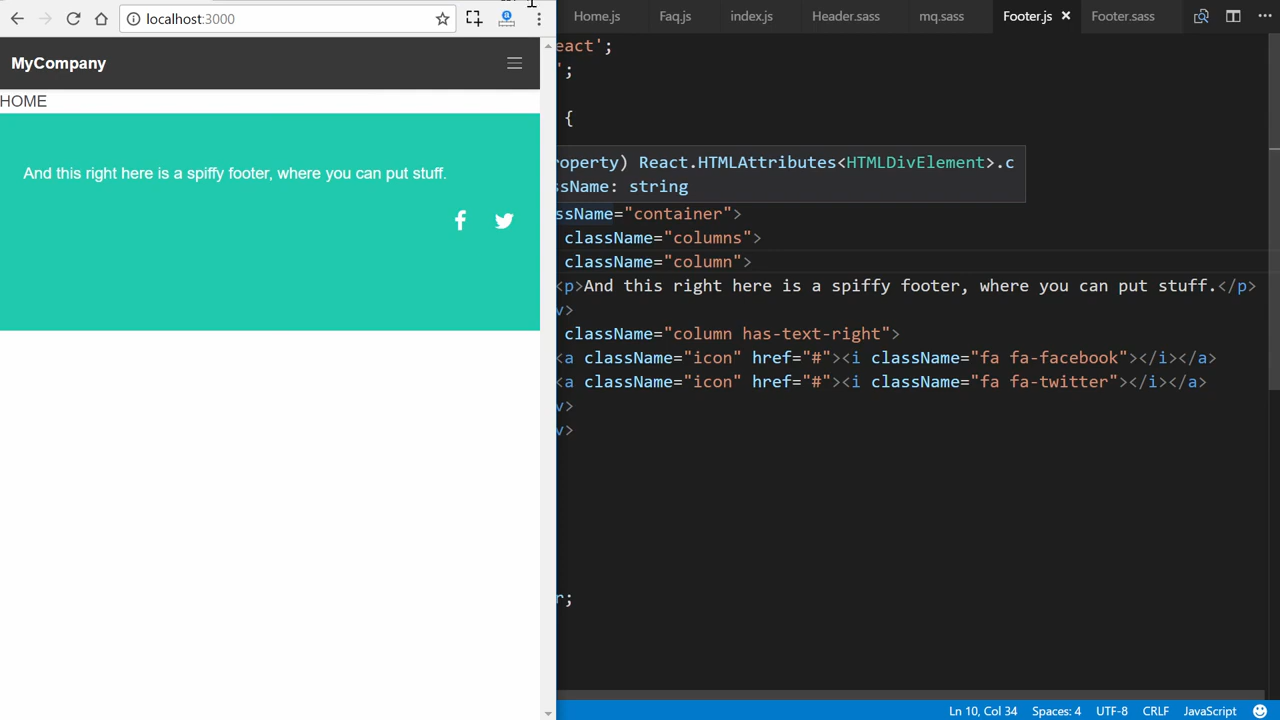 localhost:3000
MyCompany
HOME
And this right here is a spiffy footer, where you can put stuff.
Home.js Faq.js index.js Header.sass mq.sass Footer.js Footer.sass
eact';
';
{
operty) React.HTMLAttributes<HTMLDivElement>.c
ssName: string
ssName="container">
className="columns">
className="column">
<p>And this right here is a spiffy footer, where you can put stuff.</p>
v>
className="column has-text-right">
<a className="icon" href="#"><i className="fa fa-facebook"></i></a>
<a className="icon" href="#"><i className="fa fa-twitter"></i></a>
v>
v>
r;
Ln 10, Col 34 Spaces: 4 UTF-8 CRLF JavaScript